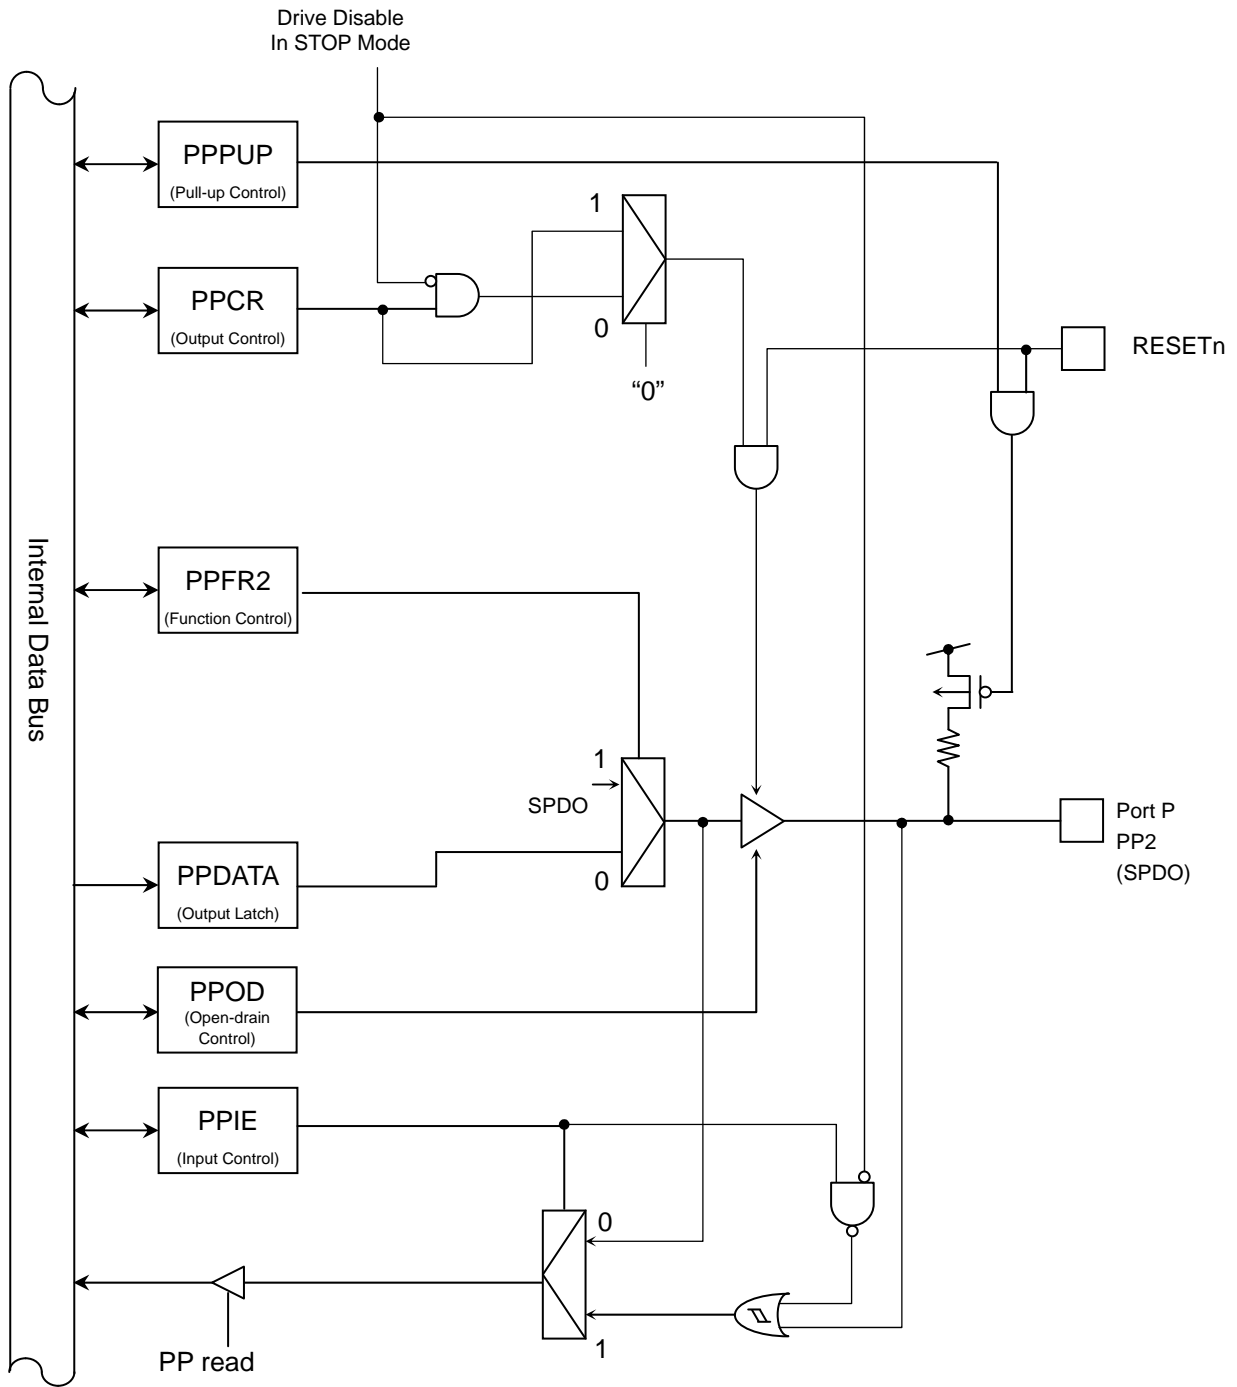 Drive Disable
In STOP Mode
PPPUP
(Pull-up Control)
1
PPCR
(Output Control)
0
“0”
RESETn
Internal Data Bus
PPFR2
(Function Control)
1
SPDO
0
Port P
PP2
(SPDO)
PPDATA
(Output Latch)
PPOD
(Open-drain
Control)
PPIE
(Input Control)
0
1
PP read